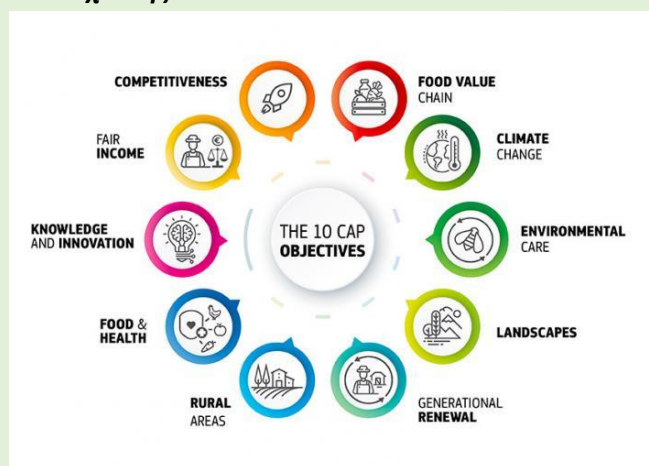 COMPETITIVENESS
FOOD VALUE
CHAIN
FAIR
INCOME
CLIMATE
CHANGE
KNOWLEDGE
AND INNOVATION
THE 10 CAP
OBJECTIVES
ENVIRONMENTAL
CARE
FOOD &
HEALTH
LANDSCAPES
RURAL
AREAS
GENERATIONAL
RENEWAL